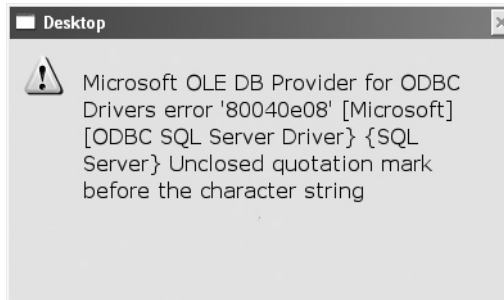 Desktop
Microsoft OLE DB Provider for ODBC
Drivers error '80040e08' [Microsoft]
[ODBC SQL Server Driver} {SQL
Server} Unclosed quotation mark
before the character string